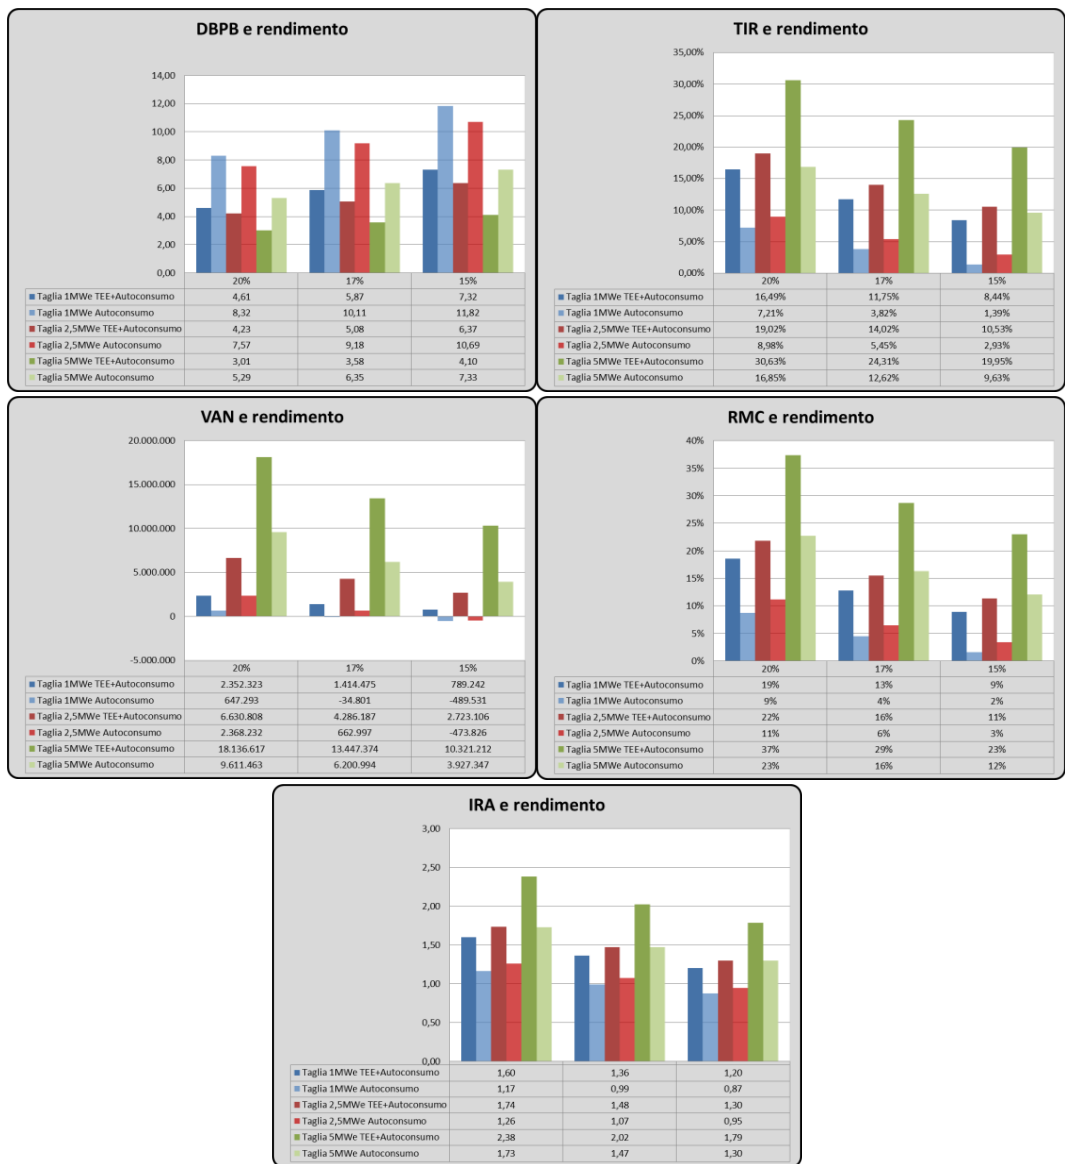 DBPB e rendimento
14,00
12,00
10,00
8,00
6,00
4,00
2,00
0,00
20% 17% 15%
Taglia 1MWe TEE+Autoconsumo 4,61 5,87 7,32
Taglia 1MWe Autoconsumo 8,32 10,11 11,82
Taglia 2,5MWe TEE+Autoconsumo 4,23 5,08 6,37
Taglia 2,5MWe Autoconsumo 7,57 9,18 10,69
Taglia 5MWe TEE+Autoconsumo 3,01 3,58 4,10
Taglia 5MWe Autoconsumo 5,29 6,35 7,33
TIR e rendimento
35,00%
30,00%
25,00%
20,00%
15,00%
10,00%
5,00%
0,00%
20% 17% 15%
Taglia 1MWe TEE+Autoconsumo 16,49% 11,75% 8,44%
Taglia 1MWe Autoconsumo 7,21% 3,82% 1,39%
Taglia 2,5MWe TEE+Autoconsumo 19,02% 14,02% 10,53%
Taglia 2,5MWe Autoconsumo 8,98% 5,45% 2,93%
Taglia 5MWe TEE+Autoconsumo 30,63% 24,31% 19,95%
Taglia 5MWe Autoconsumo 16,85% 12,62% 9,63%
VAN e rendimento
20.000.000
15.000.000
10.000.000
5.000.000
0
-5.000.000
20% 17% 15%
Taglia 1MWe TEE+Autoconsumo 2.352.323 1.414.475 789.242
Taglia 1MWe Autoconsumo 647.293 -34.801 -489.531
Taglia 2,5MWe TEE+Autoconsumo 6.630.808 4.286.187 2.723.106
Taglia 2,5MWe Autoconsumo 2.368.232 662.997 -473.826
Taglia 5MWe TEE+Autoconsumo 18.136.617 13.447.374 10.321.212
Taglia 5MWe Autoconsumo 9.611.463 6.200.994 3.927.347
RMC e rendimento
40%
35%
30%
25%
20%
15%
10%
5%
0%
20% 17% 15%
Taglia 1MWe TEE+Autoconsumo 19% 13% 9%
Taglia 1MWe Autoconsumo 9% 4% 2%
Taglia 2,5MWe TEE+Autoconsumo 22% 16% 11%
Taglia 2,5MWe Autoconsumo 11% 6% 3%
Taglia 5MWe TEE+Autoconsumo 37% 29% 23%
Taglia 5MWe Autoconsumo 23% 16% 12%
IRA e rendimento
3,00
2,50
2,00
1,50
1,00
0,50
0,00
Taglia 1MWe TEE+Autoconsumo 1,60 1,36 1,20
Taglia 1MWe Autoconsumo 1,17 0,99 0,87
Taglia 2,5MWe TEE+Autoconsumo 1,74 1,48 1,30
Taglia 2,5MWe Autoconsumo 1,26 1,07 0,95
Taglia 5MWe TEE+Autoconsumo 2,38 2,02 1,79
Taglia 5MWe Autoconsumo 1,73 1,47 1,30